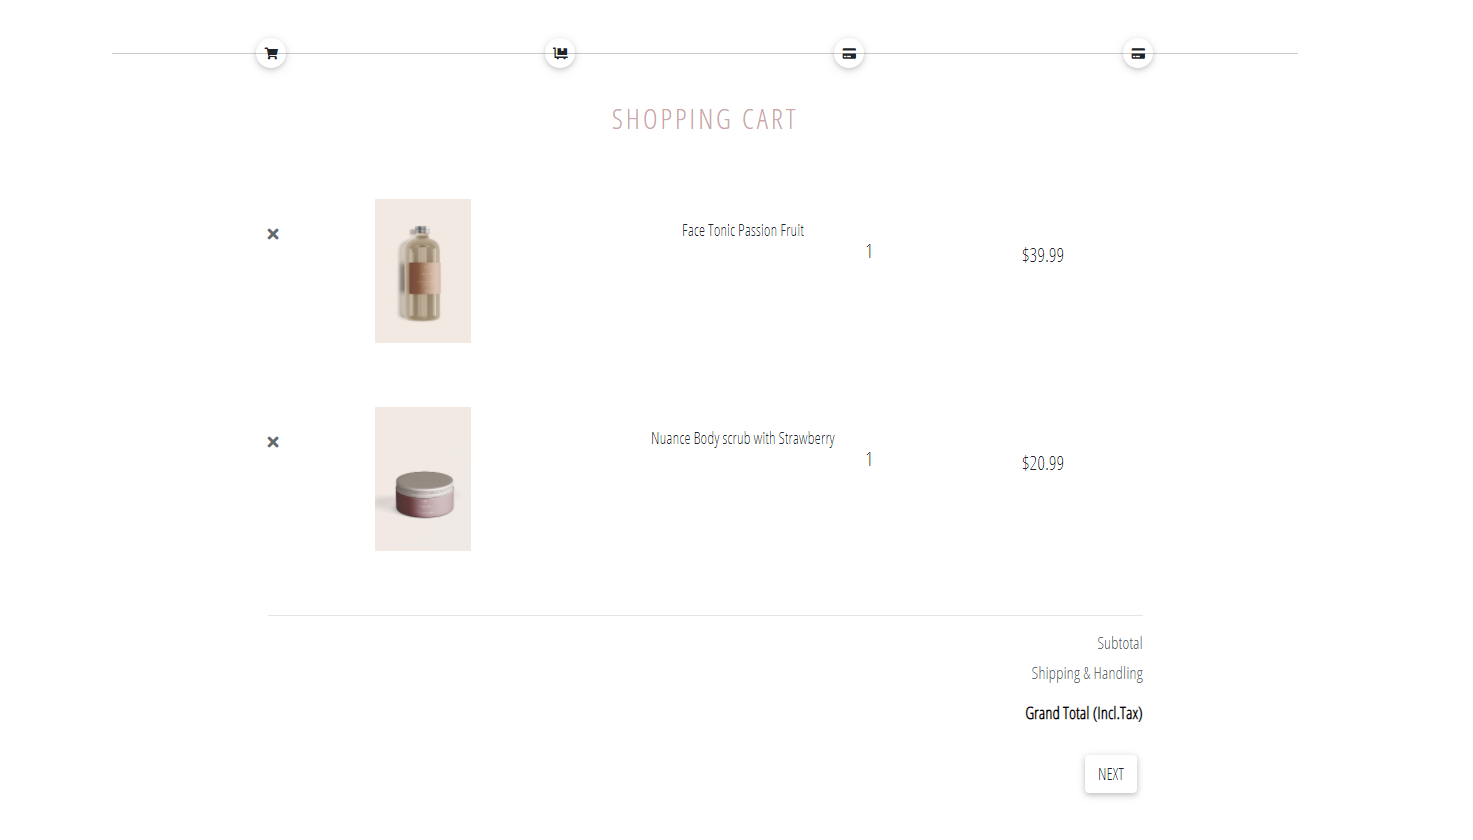 SHOPPING CART
Face Tonic Passion Fruit
1
$39.99
Nuance Body scrub with Strawberry
1
$20.99
Subtotal
Shipping & Handling
Grand Total (Incl.Tax)
NEXT